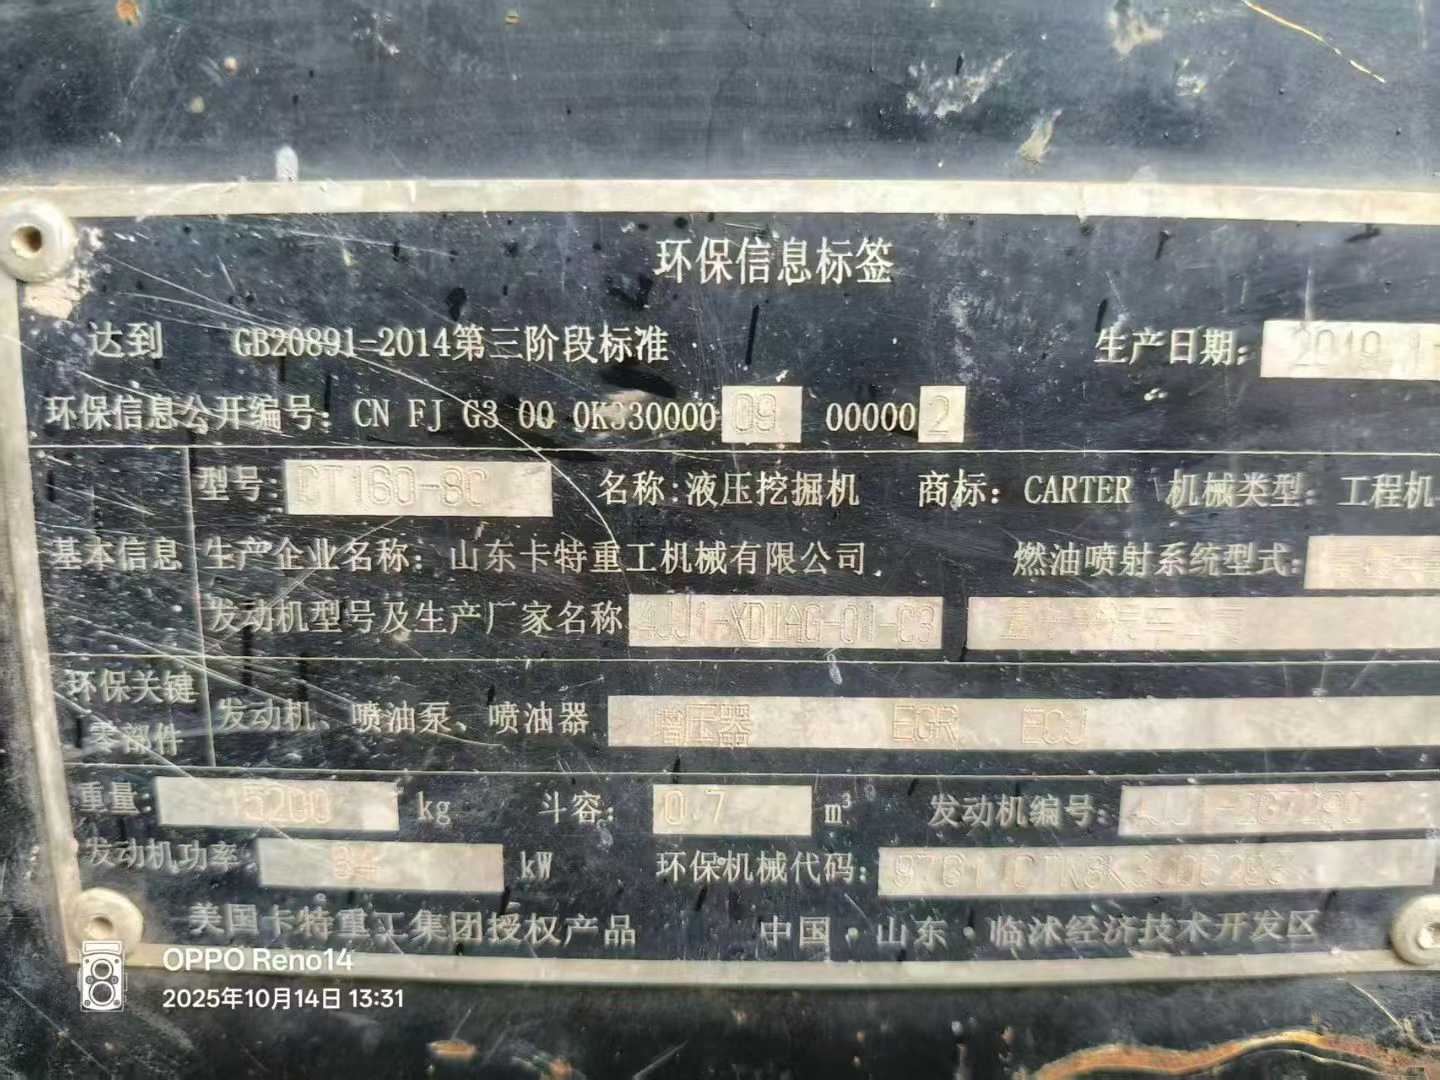 环保信息标签
达到 GB20891-2014第三阶段标准 生产日期: 2019
环保信息公开编号: CN FJ G3 00 0K330000 09 00000 2
型号: CT160-8C 名称:液压挖掘机 商标: CARTER 机械类型: 工程机
基本信息 生产企业名称: 山东卡特重工机械有限公司 燃油喷射系统型式:
发动机型号及生产厂家名称 4JJ1-XDIAG-01-C3
环保关键零部件 发动机、喷油泵、喷油器 增压器 EGR ECU
重量: 15200 kg 斗容: 0.7 m³ 发动机编号:
发动机功率: kW 环保机械代码:
美国卡特重工集团授权产品 中国·山东·临沭经济技术开发区
OPPO Reno14
2025年10月14日 13:31